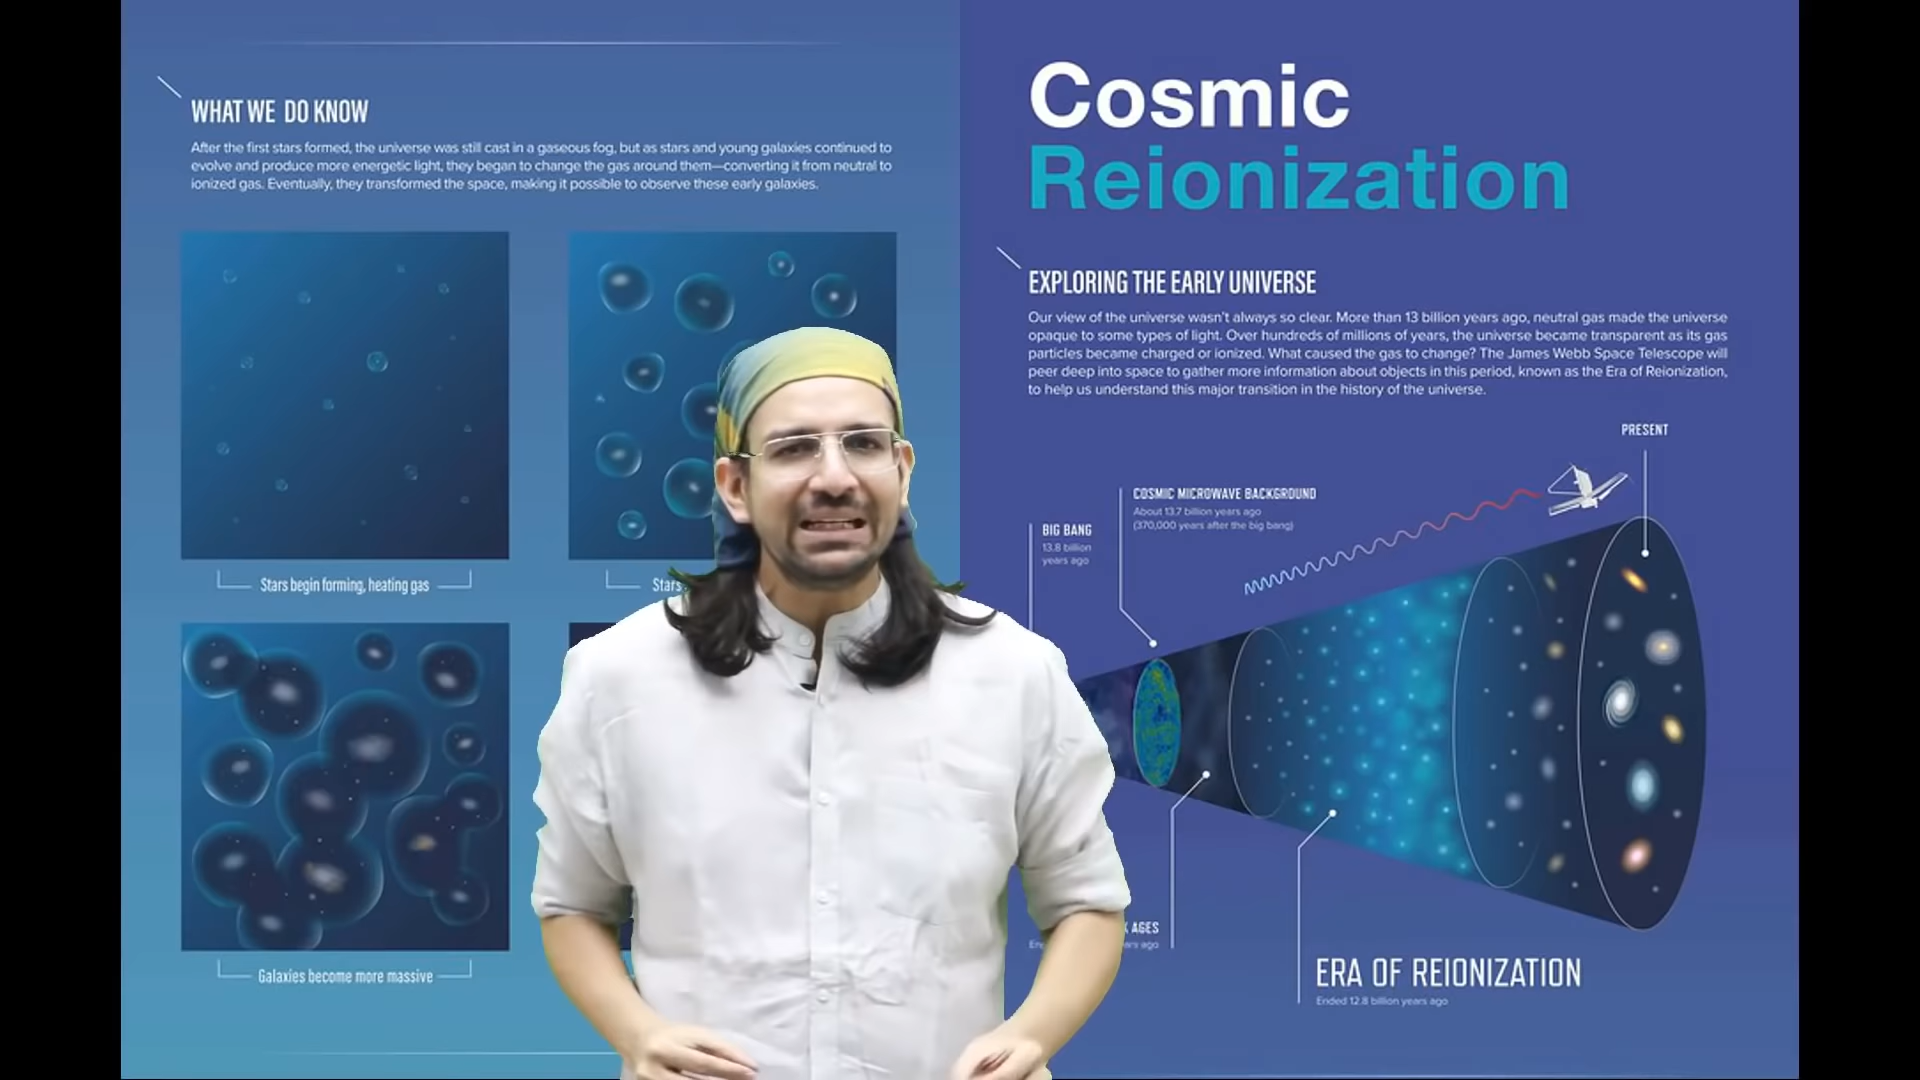 WHAT WE DO KNOW
After the first stars formed, the universe was still cast in a gaseous fog, but as stars and young galaxies continued to
evolve and produce more energetic light, they began to change the gas around them—converting it from neutral to
ionized gas. Eventually, they transformed the space, making it possible to observe these early galaxies.
Stars begin forming, heating gas
Stars
Galaxies become more massive
Cosmic
Reionization
EXPLORING THE EARLY UNIVERSE
Our view of the universe wasn't always so clear. More than 13 billion years ago, neutral gas made the universe
opaque to some types of light. Over hundreds of millions of years, the universe became transparent as its gas
particles became charged or ionized. What caused the gas to change? The James Webb Space Telescope will
peer deep into space to gather more information about objects in this period, known as the Era of Reionization,
to help us understand this major transition in the history of the universe.
PRESENT
COSMIC MICROWAVE BACKGROUND
About 13.7 billion years ago
(370,000 years after the big bang)
BIG BANG
13.8 billion
years ago
AGES
ago
ERA OF REIONIZATION
Ended 12.8 billion years ago